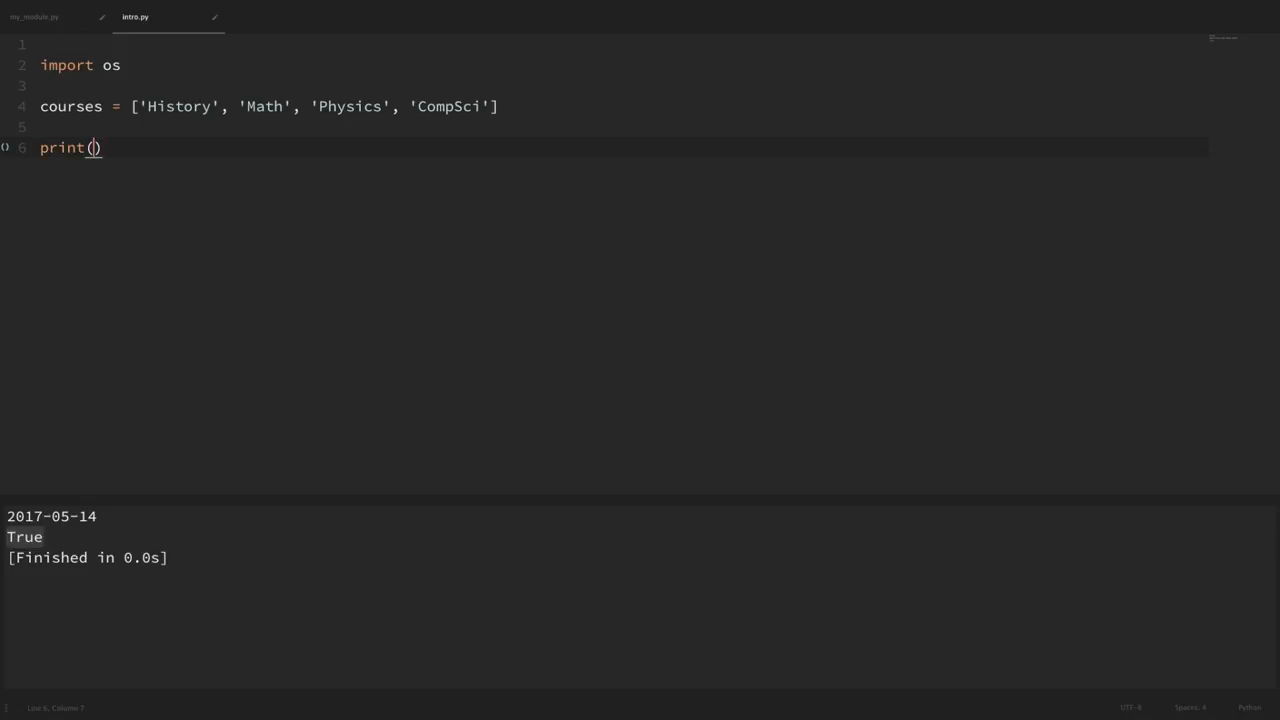 my_module.py
intro.py
1
2 import os
3
4 courses = ['History', 'Math', 'Physics', 'CompSci']
5
() 6 print()
2017-05-14
True
[Finished in 0.0s]
Line 6, Column 7
UTF-8
Spaces: 4
Python